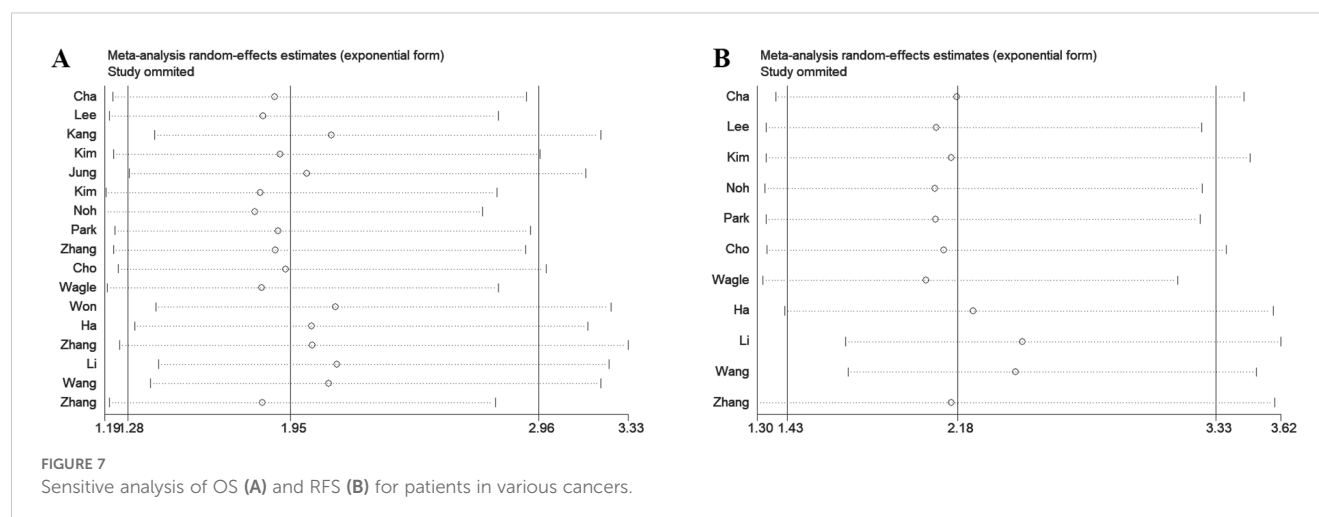 A
Meta-analysis random-effects estimates (exponential form)
Study ommited
Cha
Lee
Kang
Kim
Jung
Kim
Noh
Park
Zhang
Cho
Wagle
Won
Ha
Zhang
Li
Wang
Zhang
1.19 1.28 1.95 2.96 3.33
B
Meta-analysis random-effects estimates (exponential form)
Study ommited
Cha
Lee
Kim
Noh
Park
Cho
Wagle
Ha
Li
Wang
Zhang
1.30 1.43 2.18 3.33 3.62
FIGURE 7
Sensitive analysis of OS (A) and RFS (B) for patients in various cancers.